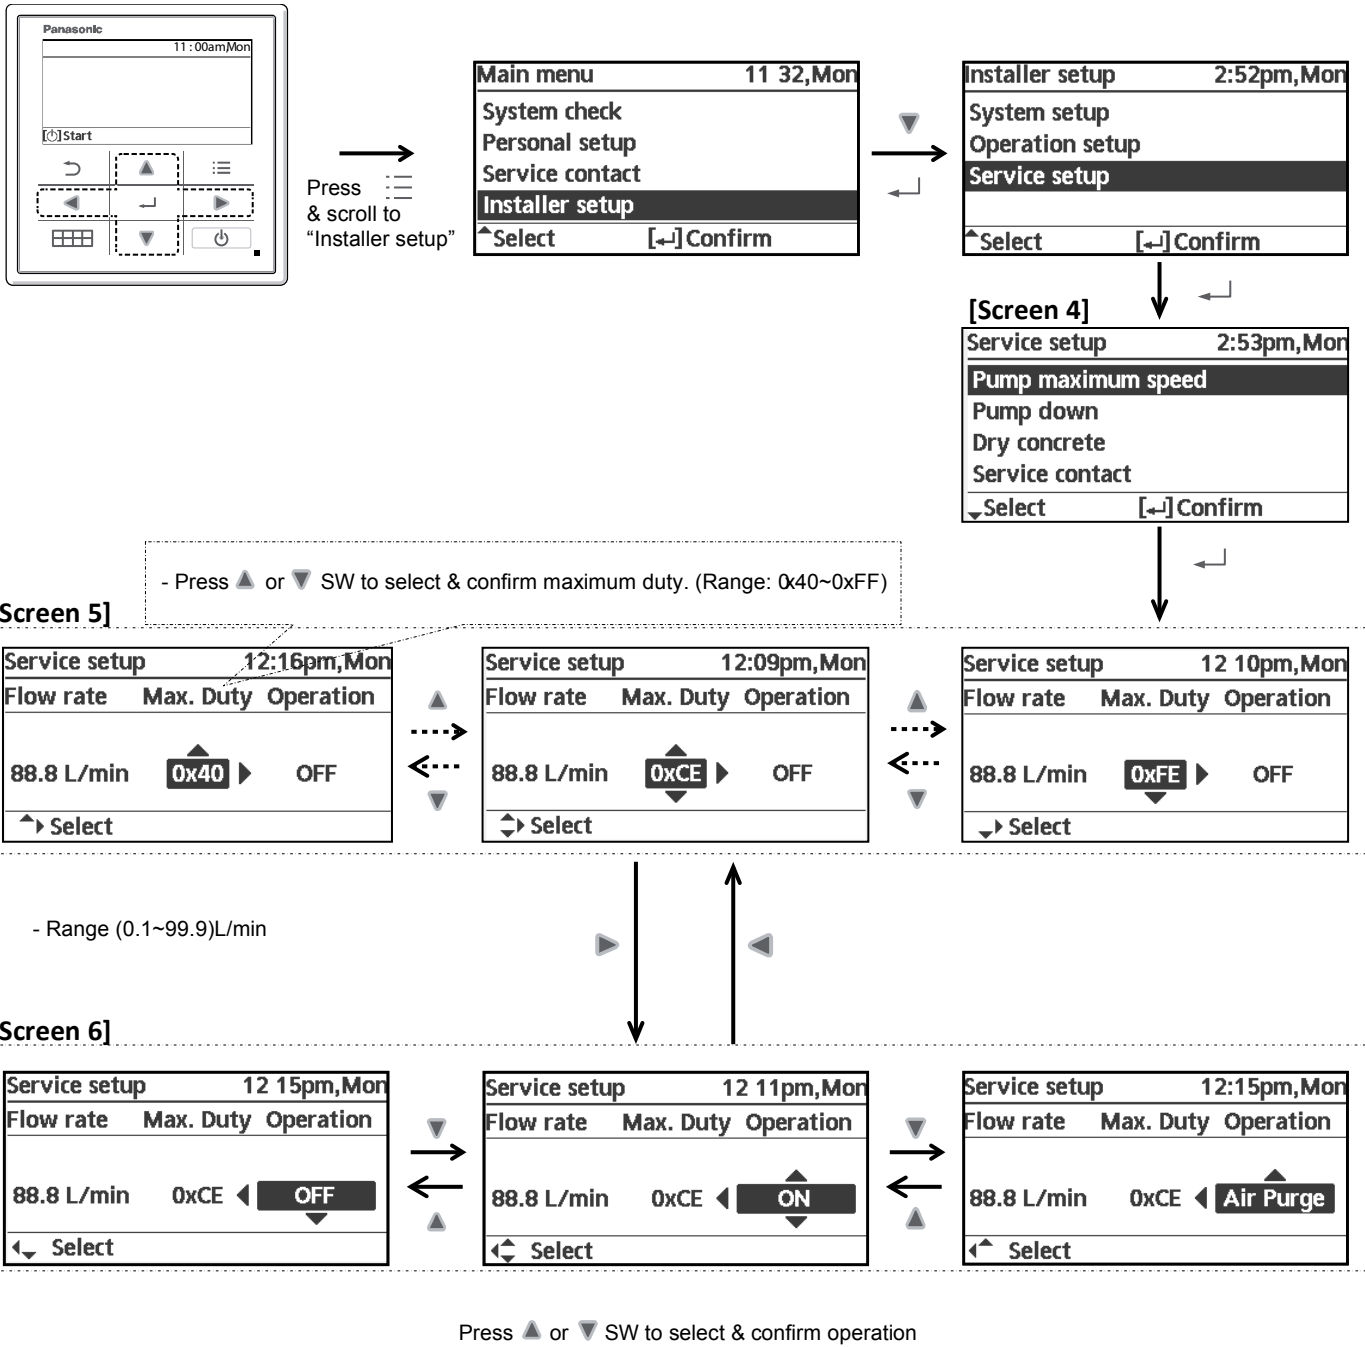 Panasonic
11:00am,Mon
[⏻]Start
Press
& scroll to
“Installer setup”
Main menu 11 32,Mon
System check
Personal setup
Service contact
Installer setup
Select [↵]Confirm
Installer setup 2:52pm,Mon
System setup
Operation setup
Service setup
Select [↵]Confirm
[Screen 4]
Service setup 2:53pm,Mon
Pump maximum speed
Pump down
Dry concrete
Service contact
Select [↵]Confirm
- Press ▲ or ▼ SW to select & confirm maximum duty. (Range: 0x40~0xFF)
Screen 5]
Service setup 12:16pm,Mon
Flow rate Max. Duty Operation
88.8 L/min 0x40 OFF
Select
Service setup 12:09pm,Mon
Flow rate Max. Duty Operation
88.8 L/min 0xCE OFF
Select
Service setup 12 10pm,Mon
Flow rate Max. Duty Operation
88.8 L/min 0xFE OFF
Select
- Range (0.1~99.9)L/min
Screen 6]
Service setup 12 15pm,Mon
Flow rate Max. Duty Operation
88.8 L/min 0xCE OFF
Select
Service setup 12 11pm,Mon
Flow rate Max. Duty Operation
88.8 L/min 0xCE ON
Select
Service setup 12:15pm,Mon
Flow rate Max. Duty Operation
88.8 L/min 0xCE Air Purge
Select
Press ▲ or ▼ SW to select & confirm operation